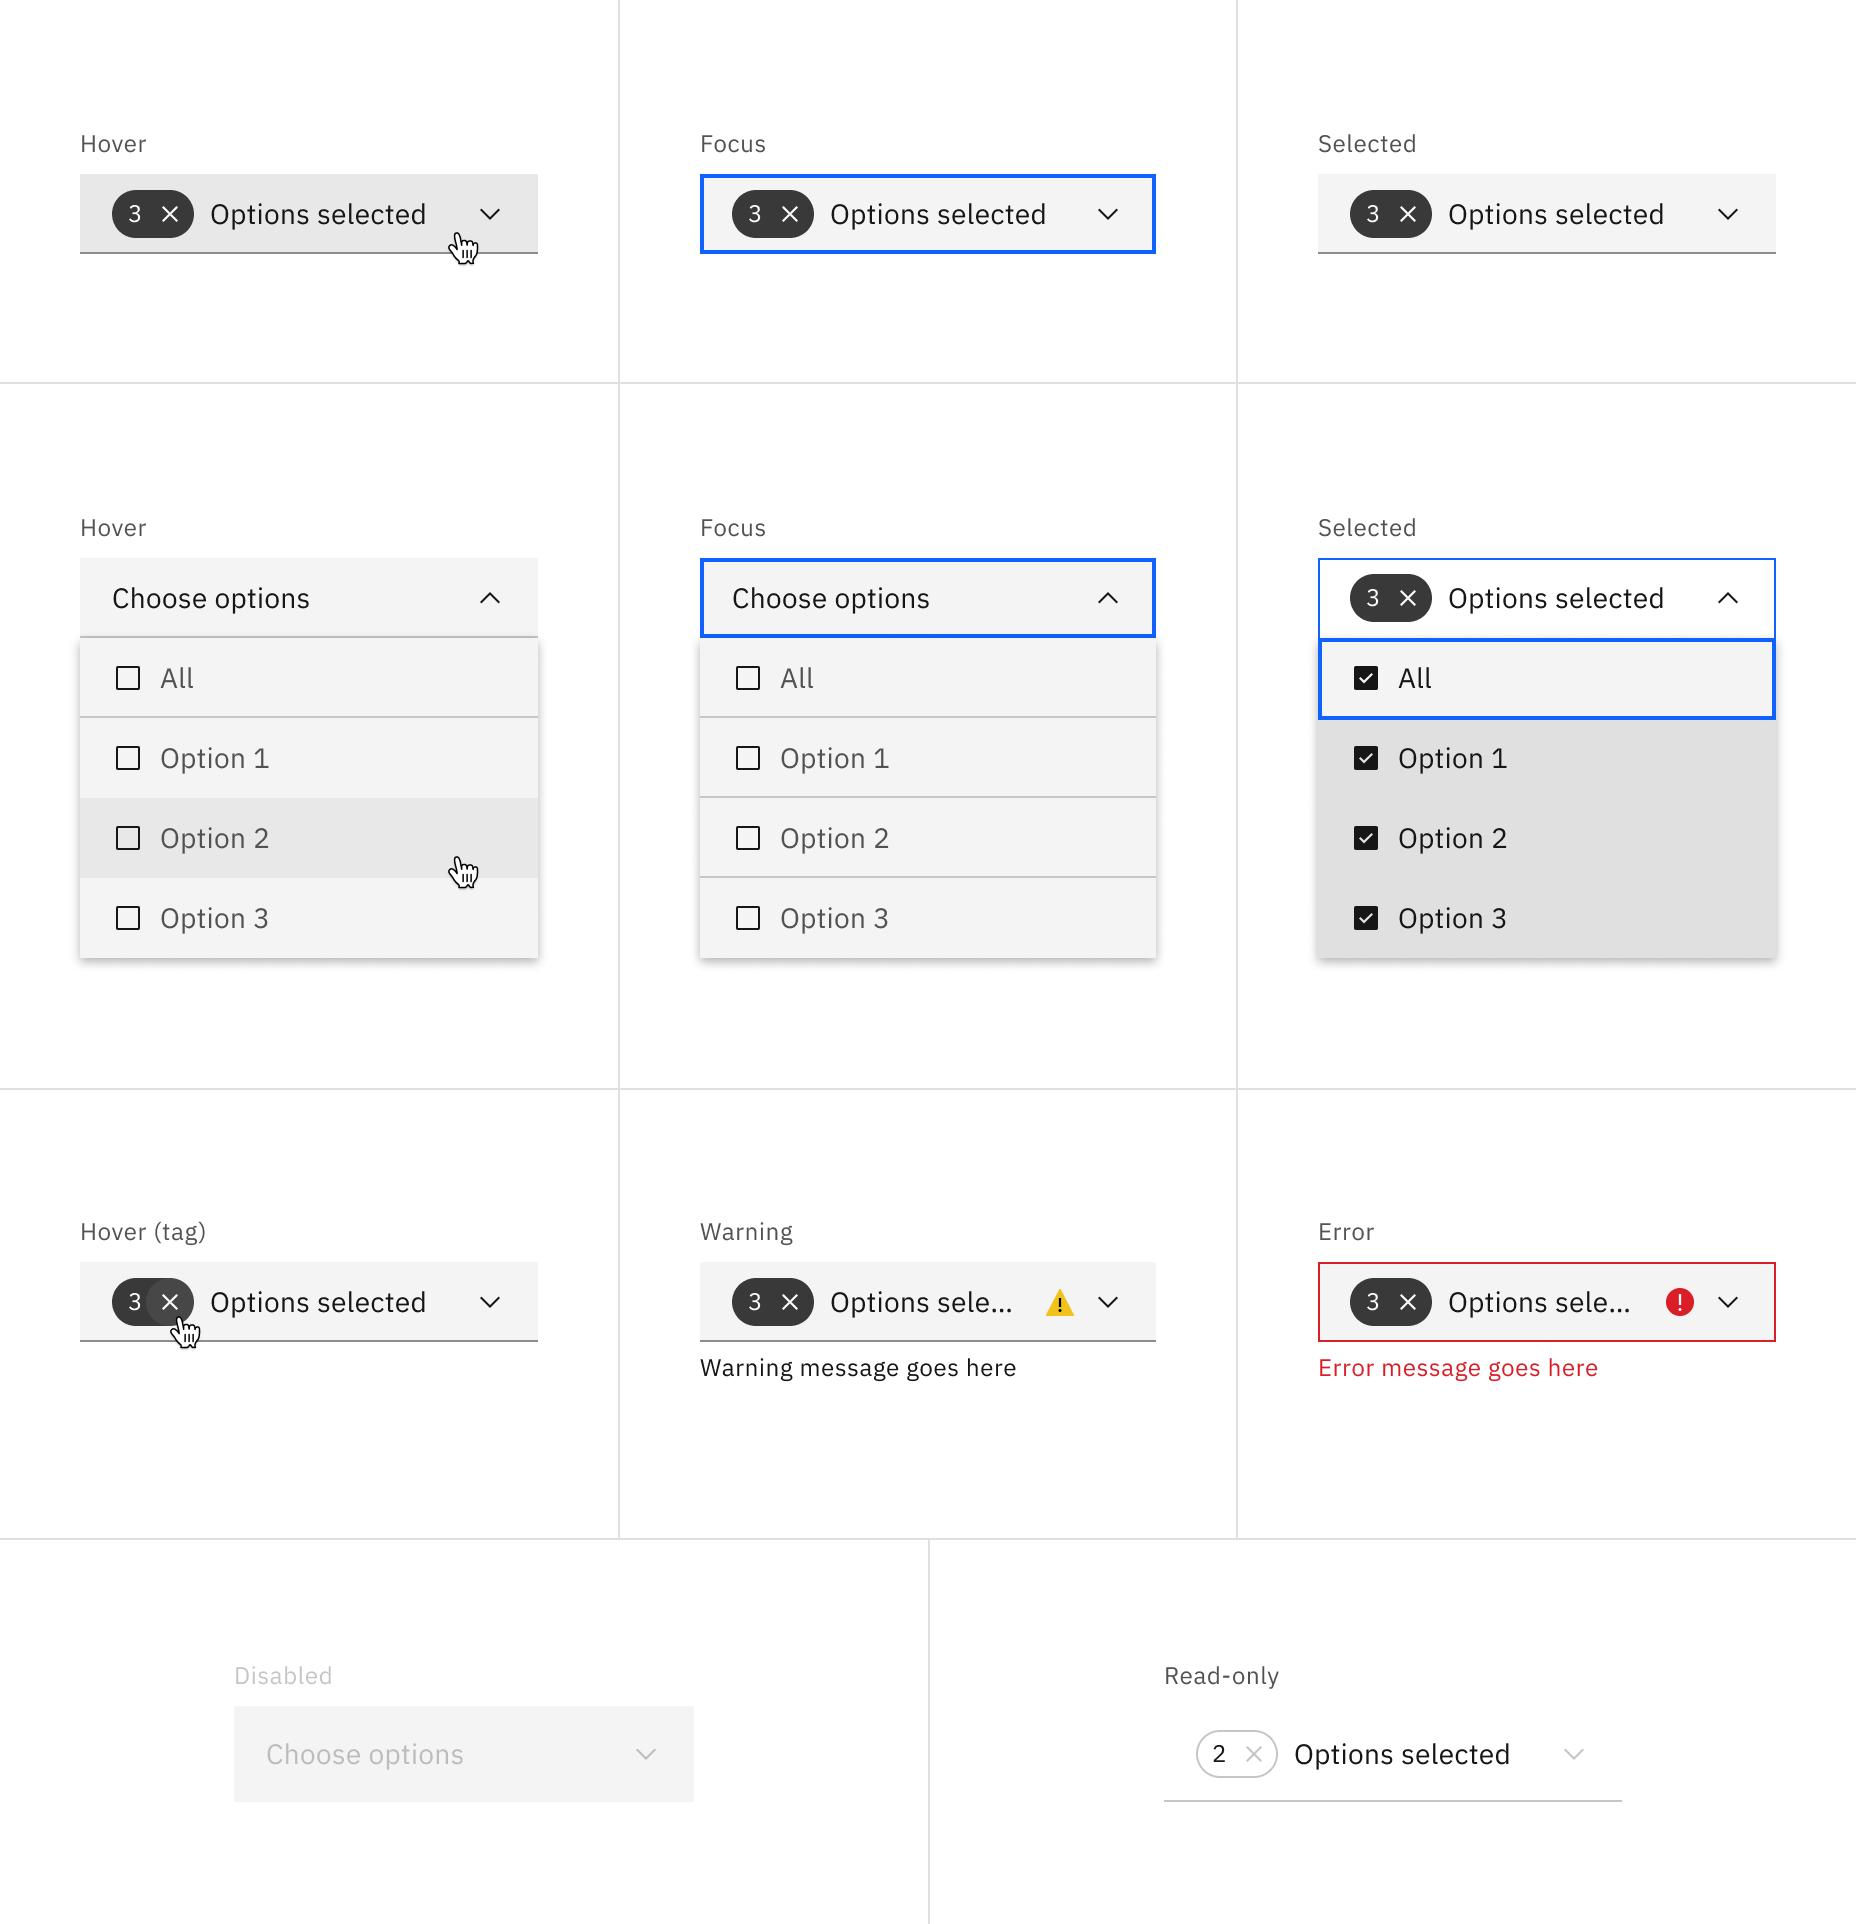 Hover
3 Options selected
Focus
3 Options selected
Selected
3 Options selected
Hover
Choose options
All
Option 1
Option 2
Option 3
Focus
Choose options
All
Option 1
Option 2
Option 3
Selected
3 Options selected
All
Option 1
Option 2
Option 3
Hover (tag)
3 Options selected
Warning
3 Options sele...
Warning message goes here
Error
3 Options sele...
Error message goes here
Disabled
Choose options
Read-only
2 Options selected